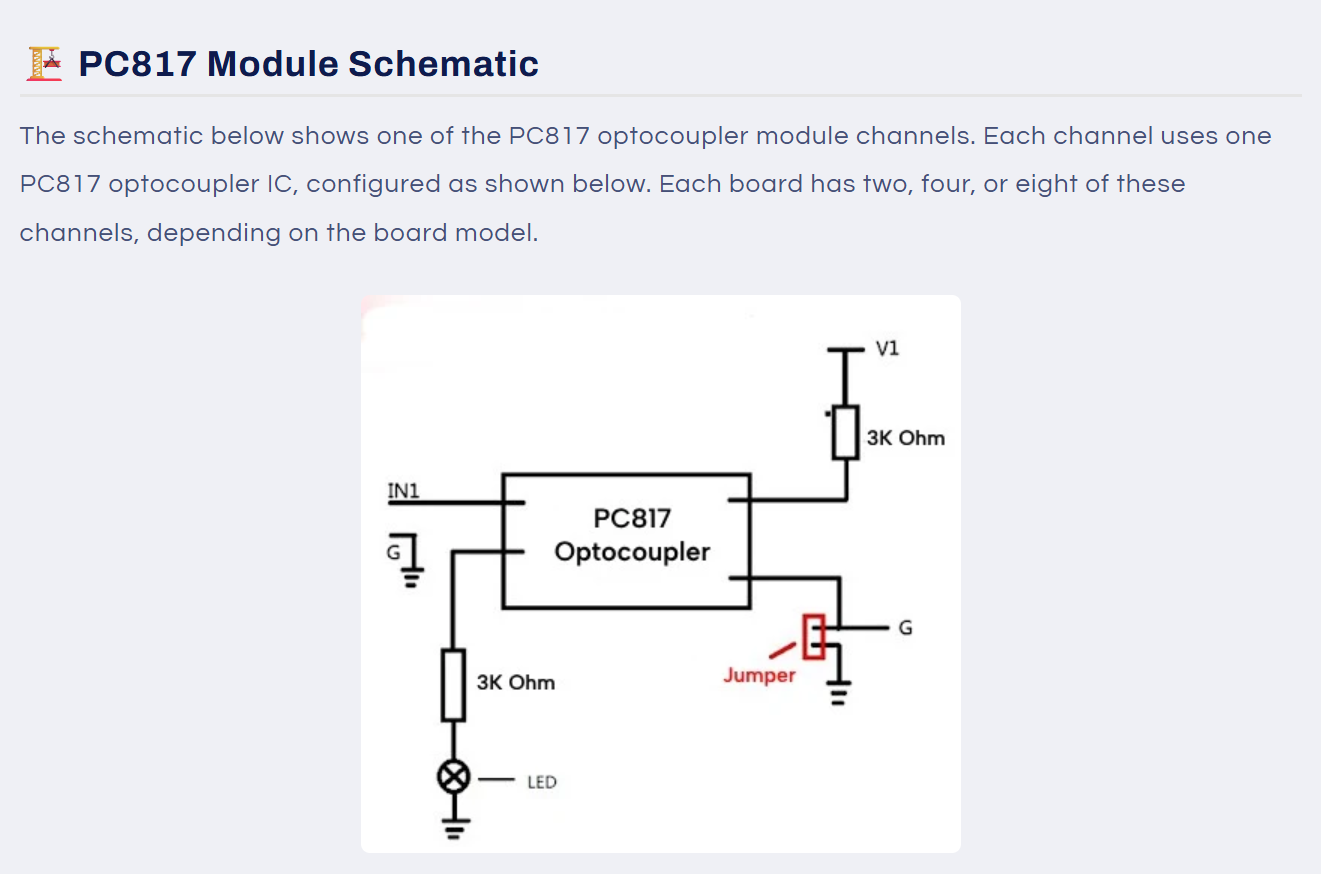 PC817 Module Schematic
The schematic below shows one of the PC817 optocoupler module channels. Each channel uses one
PC817 optocoupler IC, configured as shown below. Each board has two, four, or eight of these
channels, depending on the board model.
V1
3K Ohm
IN1
PC817
Optocoupler
G
G
Jumper
3K Ohm
LED